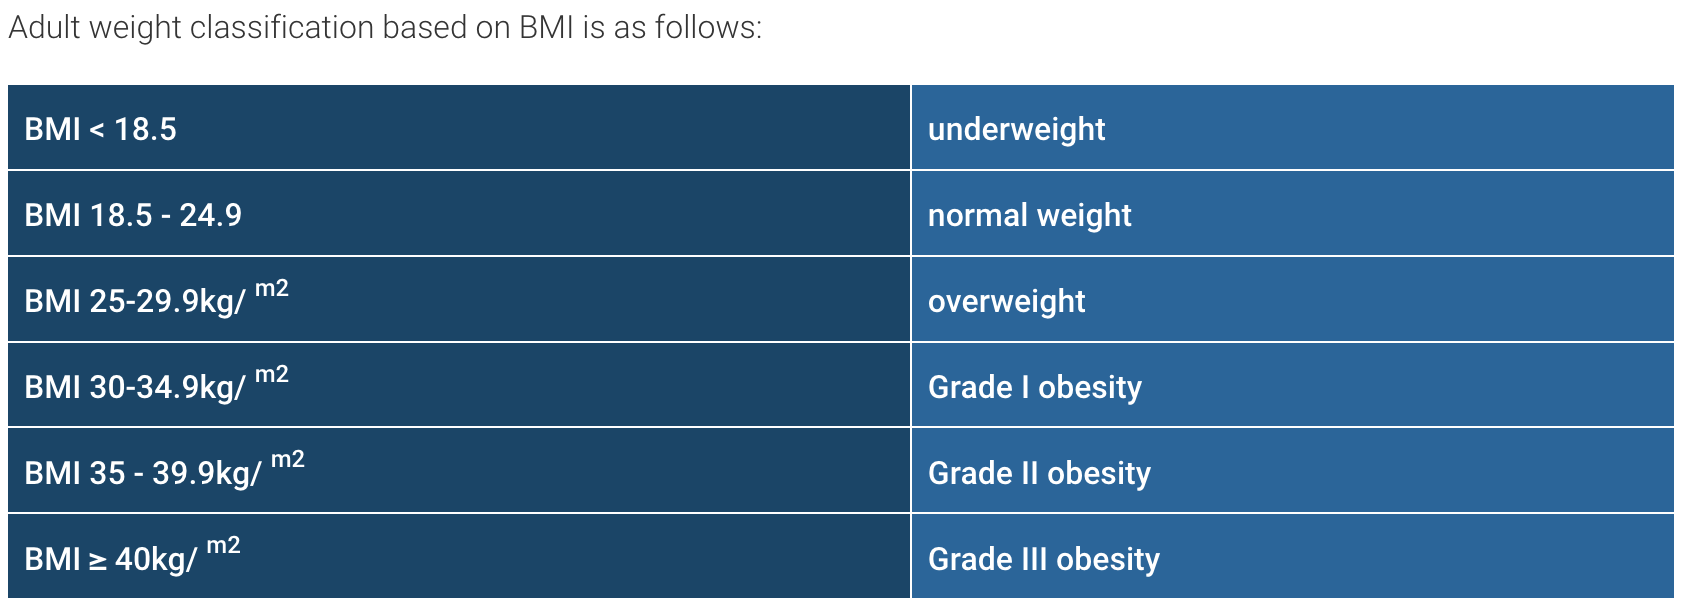 Adult weight classification based on BMI is as follows:
BMI < 18.5 underweight
BMI 18.5 - 24.9 normal weight
BMI 25-29.9kg/ m2 overweight
BMI 30-34.9kg/ m2 Grade I obesity
BMI 35 - 39.9kg/ m2 Grade II obesity
BMI ≥ 40kg/ m2 Grade III obesity